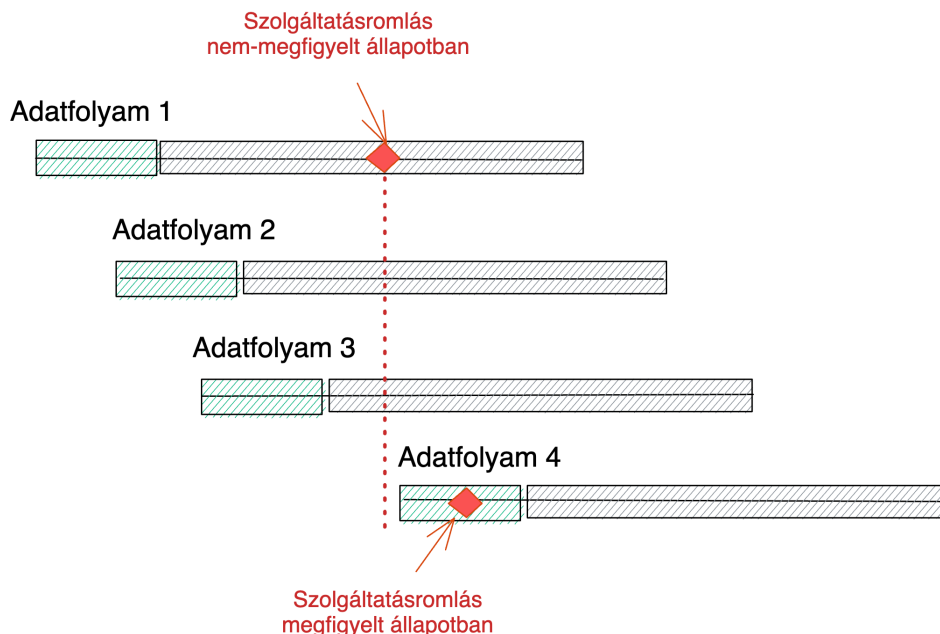 Szolgáltatásromlás
nem-megfigyelt állapotban
Adatfolyam 1
Adatfolyam 2
Adatfolyam 3
Adatfolyam 4
Szolgáltatásromlás
megfigyelt állapotban